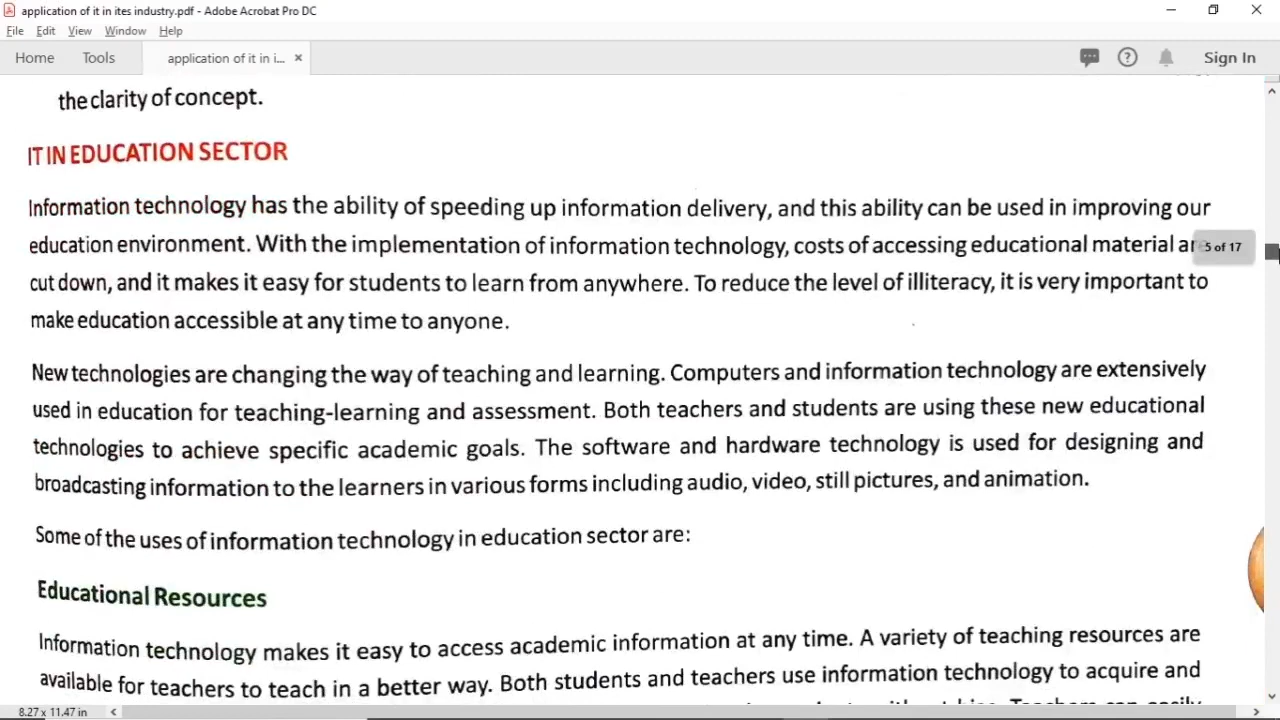 application of it in ites industry.pdf - Adobe Acrobat Pro DC
File Edit View Window Help
Home Tools application of it in i... × Sign In
the clarity of concept.
IT IN EDUCATION SECTOR
Information technology has the ability of speeding up information delivery, and this ability can be used in improving our
education environment. With the implementation of information technology, costs of accessing educational material are
5 of 17
cut down, and it makes it easy for students to learn from anywhere. To reduce the level of illiteracy, it is very important to
make education accessible at any time to anyone.
New technologies are changing the way of teaching and learning. Computers and information technology are extensively
used in education for teaching-learning and assessment. Both teachers and students are using these new educational
technologies to achieve specific academic goals. The software and hardware technology is used for designing and
broadcasting information to the learners in various forms including audio, video, still pictures, and animation.
Some of the uses of information technology in education sector are:
Educational Resources
Information technology makes it easy to access academic information at any time. A variety of teaching resources are
available for teachers to teach in a better way. Both students and teachers use information technology to acquire and
8.27 x 11.47 in